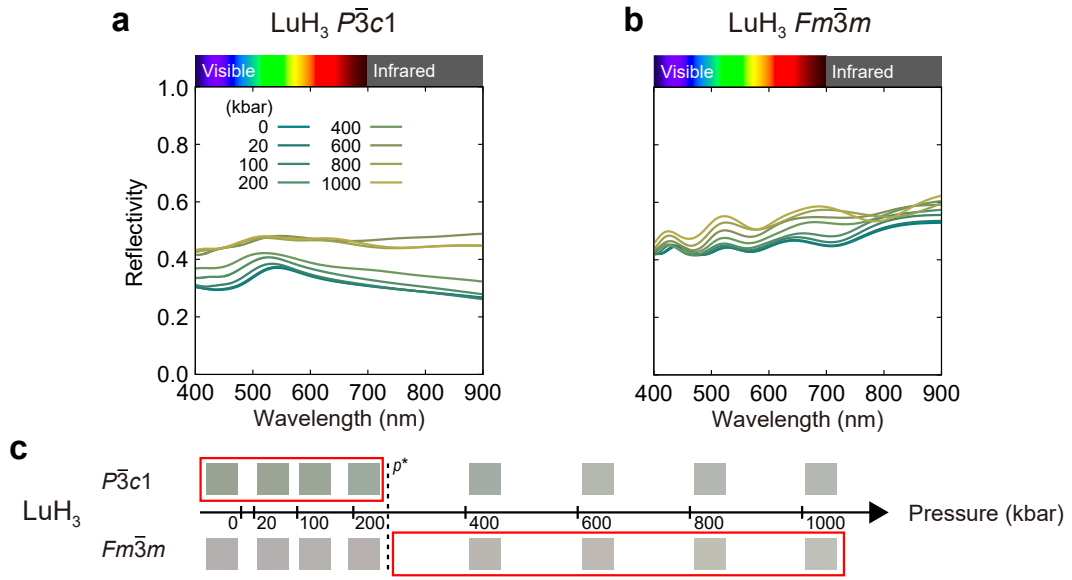 a LuH₃ P3̅c1
b LuH₃ Fm3̅m
Visible Infrared
Visible Infrared
1.0
0.8
0.6
0.4
0.2
0.0
Reflectivity
(kbar)
0 400
20 600
100 800
200 1000
400 500 600 700 800 900
Wavelength (nm)
400 500 600 700 800 900
Wavelength (nm)
c
P3̅c1 p*
LuH₃ 0 20 100 200 400 600 800 1000 Pressure (kbar)
Fm3̅m